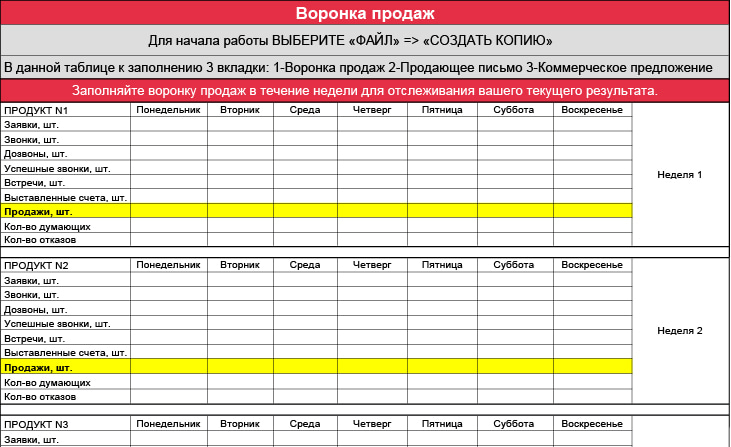 Воронка продаж
Для начала работы ВЫБЕРИТЕ «ФАЙЛ» => «СОЗДАТЬ КОПИЮ»
В данной таблице к заполнению 3 вкладки: 1-Воронка продаж 2-Продающее письмо 3-Коммерческое предложение
Заполняйте воронку продаж в течение недели для отслеживания вашего текущего результата.
ПРОДУКТ N1 Понедельник Вторник Среда Четверг Пятница Суббота Воскресенье
Заявки, шт.
Звонки, шт.
Дозвоны, шт.
Успешные звонки, шт.
Неделя 1
Встречи, шт.
Выставленные счета, шт.
Продажи, шт.
Кол-во думающих
Кол-во отказов
ПРОДУКТ N2 Понедельник Вторник Среда Четверг Пятница Суббота Воскресенье
Заявки, шт.
Звонки, шт.
Дозвоны, шт.
Успешные звонки, шт.
Неделя 2
Встречи, шт.
Выставленные счета, шт.
Продажи, шт.
Кол-во думающих
Кол-во отказов
ПРОДУКТ N3 Понедельник Вторник Среда Четверг Пятница Суббота Воскресенье
Заявки, шт.